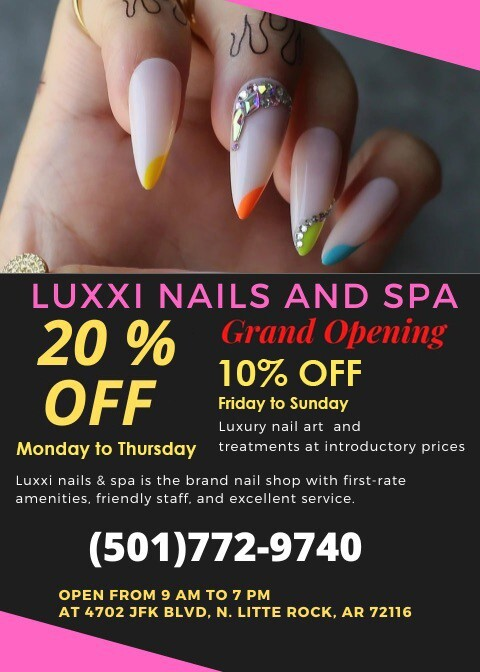 LUXXI NAILS AND SPA
20 %
OFF
Monday to Thursday
Grand Opening
10% OFF
Friday to Sunday
Luxury nail art and
treatments at introductory prices
Luxxi nails & spa is the brand nail shop with first-rate
amenities, friendly staff, and excellent service.
(501)772-9740
OPEN FROM 9 AM TO 7 PM
AT 4702 JFK BLVD, N. LITTE ROCK, AR 72116